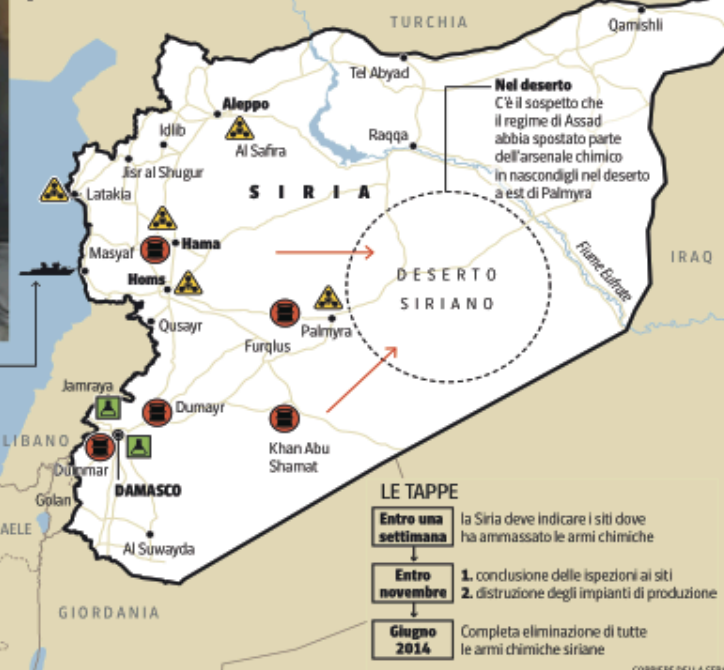 TURCHIA
Qamishli
Tel Abyad
Nel deserto
C'è il sospetto che
il regime di Assad
abbia spostato parte
dell'arsenale chimico
in nascondigli nel deserto
a est di Palmyra
Aleppo
Idlib
Al Safira
Raqqa
Jisr al Shugur
SIRIA
Latakia
Masyaf
Hama
IRAQ
Fiume Eufrate
DESERTO
SIRIANO
Homs
Qusayr
Furqlus
Palmyra
Jamraya
Dumayr
LIBANO
Dummar
Khan Abu
Shamat
DAMASCO
Golan
AELE
Al Suwayda
GIORDANIA
LE TAPPE
Entro una
settimana
la Siria deve indicare i siti dove
ha ammassato le armi chimiche
Entro
novembre
1. conclusione delle ispezioni ai siti
2. distruzione degli impianti di produzione
Giugno
2014
Completa eliminazione di tutte
le armi chimiche siriane